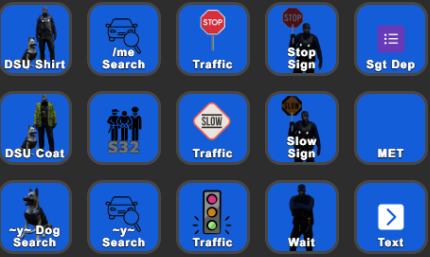 DSU Shirt
/me
Search
STOP
Traffic
STOP
Stop
Sign
Sgt Dep
DSU Coat
S32
SLOW
Traffic
SLOW
Slow
Sign
MET
~y~ Dog
Search
~y~
Search
Traffic
Wait
Text